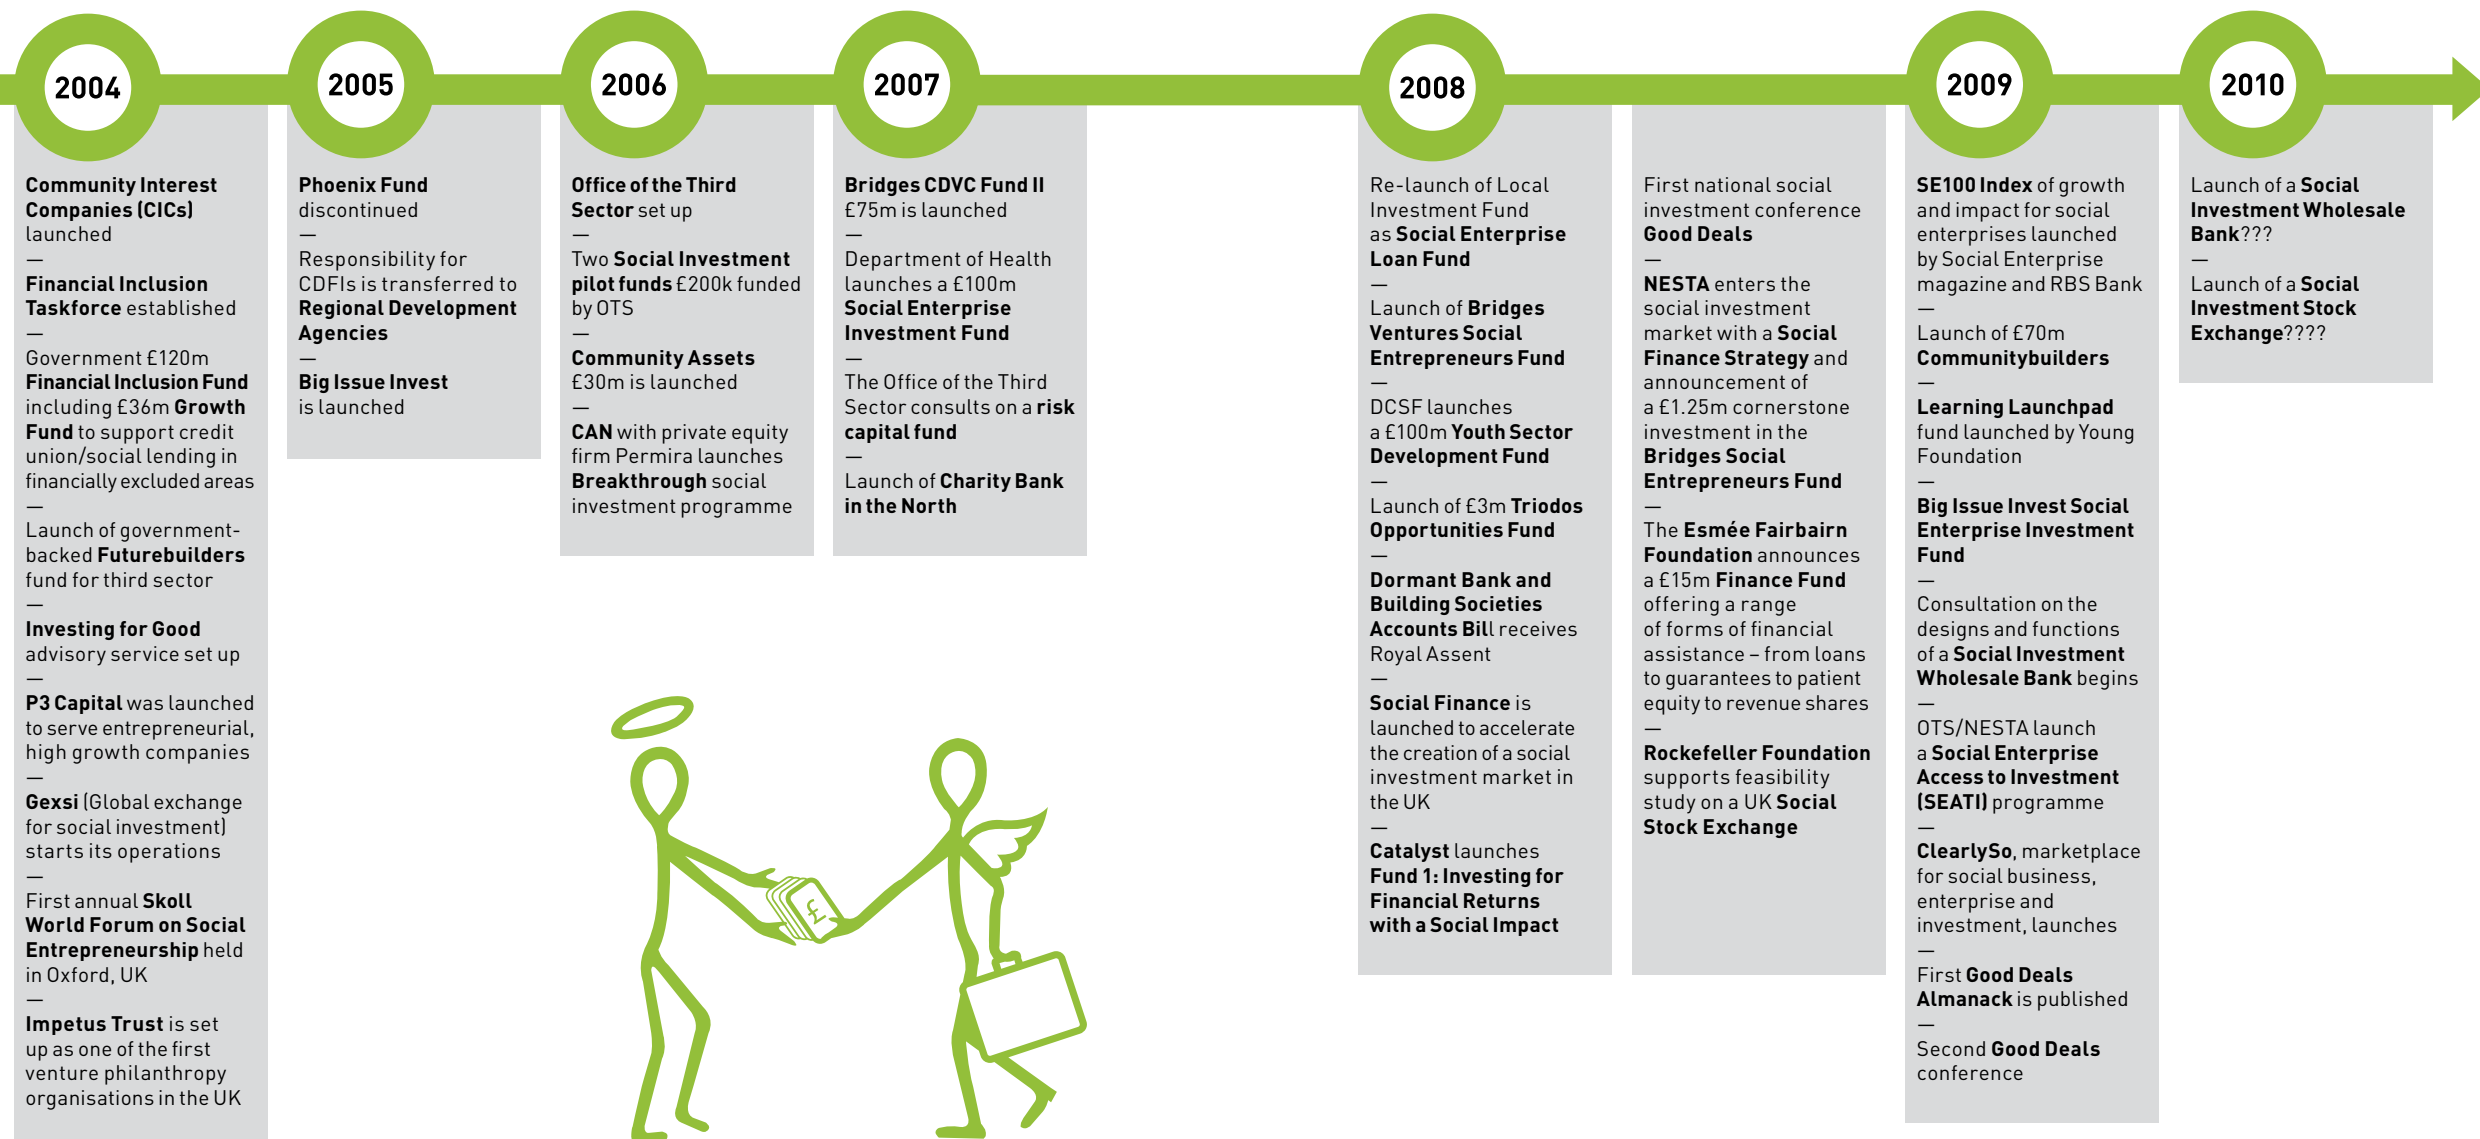 2004
Community Interest
Companies (CICs)
launched
—
Financial Inclusion
Taskforce established
—
Government £120m
Financial Inclusion Fund
including £36m Growth
Fund to support credit
union/social lending in
financially excluded areas
—
Launch of government-
backed Futurebuilders
fund for third sector
—
Investing for Good
advisory service set up
—
P3 Capital was launched
to serve entrepreneurial,
high growth companies
—
Gexsi (Global exchange
for social investment)
starts its operations
—
First annual Skoll
World Forum on Social
Entrepreneurship held
in Oxford, UK
—
Impetus Trust is set
up as one of the first
venture philanthropy
organisations in the UK
2005
Phoenix Fund
discontinued
—
Responsibility for
CDFIs is transferred to
Regional Development
Agencies
—
Big Issue Invest
is launched
2006
Office of the Third
Sector set up
—
Two Social Investment
pilot funds £200k funded
by OTS
—
Community Assets
£30m is launched
—
CAN with private equity
firm Permira launches
Breakthrough social
investment programme
2007
Bridges CDVC Fund II
£75m is launched
—
Department of Health
launches a £100m
Social Enterprise
Investment Fund
—
The Office of the Third
Sector consults on a risk
capital fund
—
Launch of Charity Bank
in the North
£
2008
Re-launch of Local
Investment Fund
as Social Enterprise
Loan Fund
—
Launch of Bridges
Ventures Social
Entrepreneurs Fund
—
DCSF launches
a £100m Youth Sector
Development Fund
—
Launch of £3m Triodos
Opportunities Fund
—
Dormant Bank and
Building Societies
Accounts Bill receives
Royal Assent
—
Social Finance is
launched to accelerate
the creation of a social
investment market in
the UK
—
Catalyst launches
Fund 1: Investing for
Financial Returns
with a Social Impact
First national social
investment conference
Good Deals
—
NESTA enters the
social investment
market with a Social
Finance Strategy and
announcement of
a £1.25m cornerstone
investment in the
Bridges Social
Entrepreneurs Fund
—
The Esmée Fairbairn
Foundation announces
a £15m Finance Fund
offering a range
of forms of financial
assistance – from loans
to guarantees to patient
equity to revenue shares
—
Rockefeller Foundation
supports feasibility
study on a UK Social
Stock Exchange
2009
SE100 Index of growth
and impact for social
enterprises launched
by Social Enterprise
magazine and RBS Bank
—
Launch of £70m
Communitybuilders
—
Learning Launchpad
fund launched by Young
Foundation
—
Big Issue Invest Social
Enterprise Investment
Fund
—
Consultation on the
designs and functions
of a Social Investment
Wholesale Bank begins
—
OTS/NESTA launch
a Social Enterprise
Access to Investment
(SEATI) programme
—
ClearlySo, marketplace
for social business,
enterprise and
investment, launches
—
First Good Deals
Almanack is published
—
Second Good Deals
conference
2010
Launch of a Social
Investment Wholesale
Bank???
—
Launch of a Social
Investment Stock
Exchange????